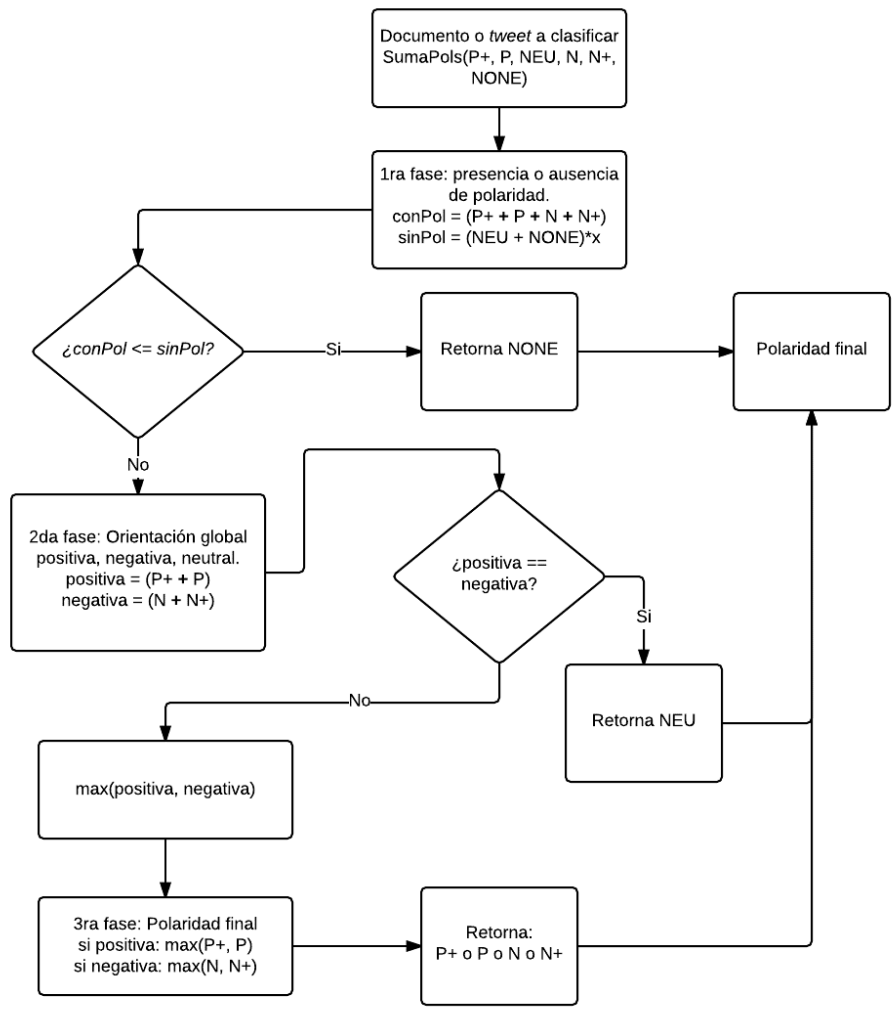 Documento o tweet a clasificar
SumaPols(P+, P, NEU, N, N+,
NONE)
1ra fase: presencia o ausencia
de polaridad.
conPol = (P+ + P + N + N+)
sinPol = (NEU + NONE)*x
¿conPol <= sinPol?
Si
Retorna NONE
Polaridad final
No
2da fase: Orientación global
positiva, negativa, neutral.
positiva = (P+ + P)
negativa = (N + N+)
¿positiva ==
negativa?
Si
Retorna NEU
No
max(positiva, negativa)
3ra fase: Polaridad final
si positiva: max(P+, P)
si negativa: max(N, N+)
Retorna:
P+ o P o N o N+